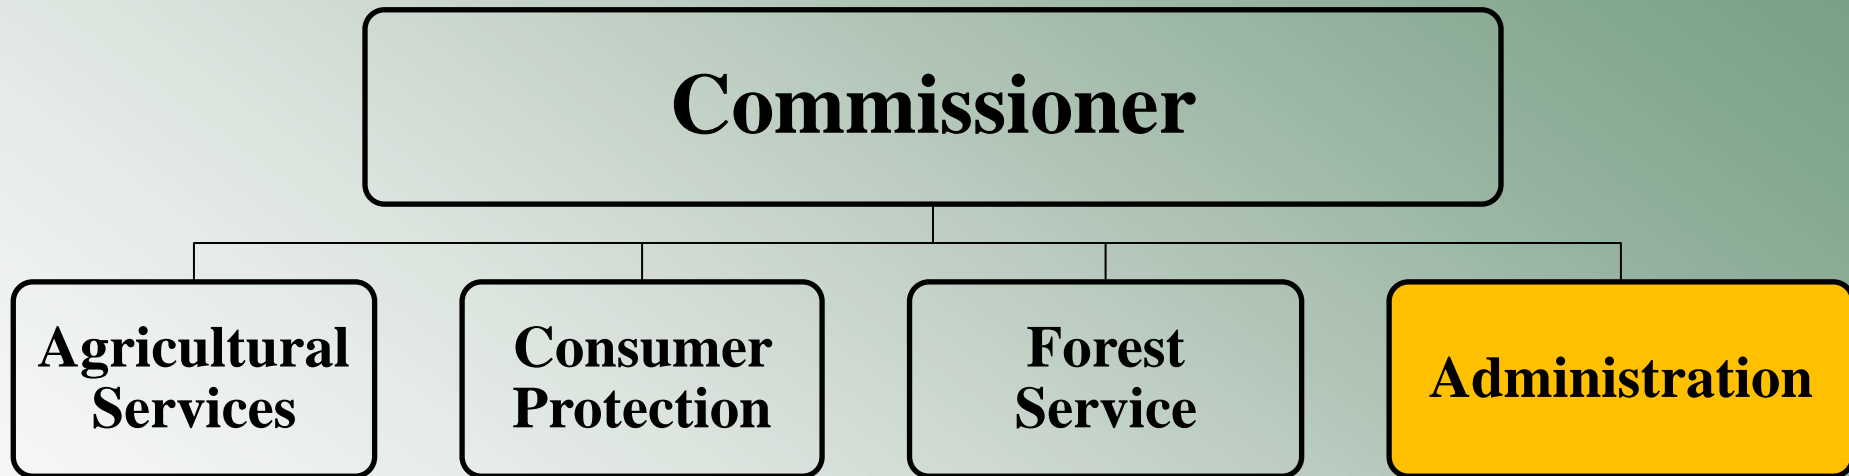 Commissioner
Agricultural
Services
Consumer
Protection
Forest
Service
Administration